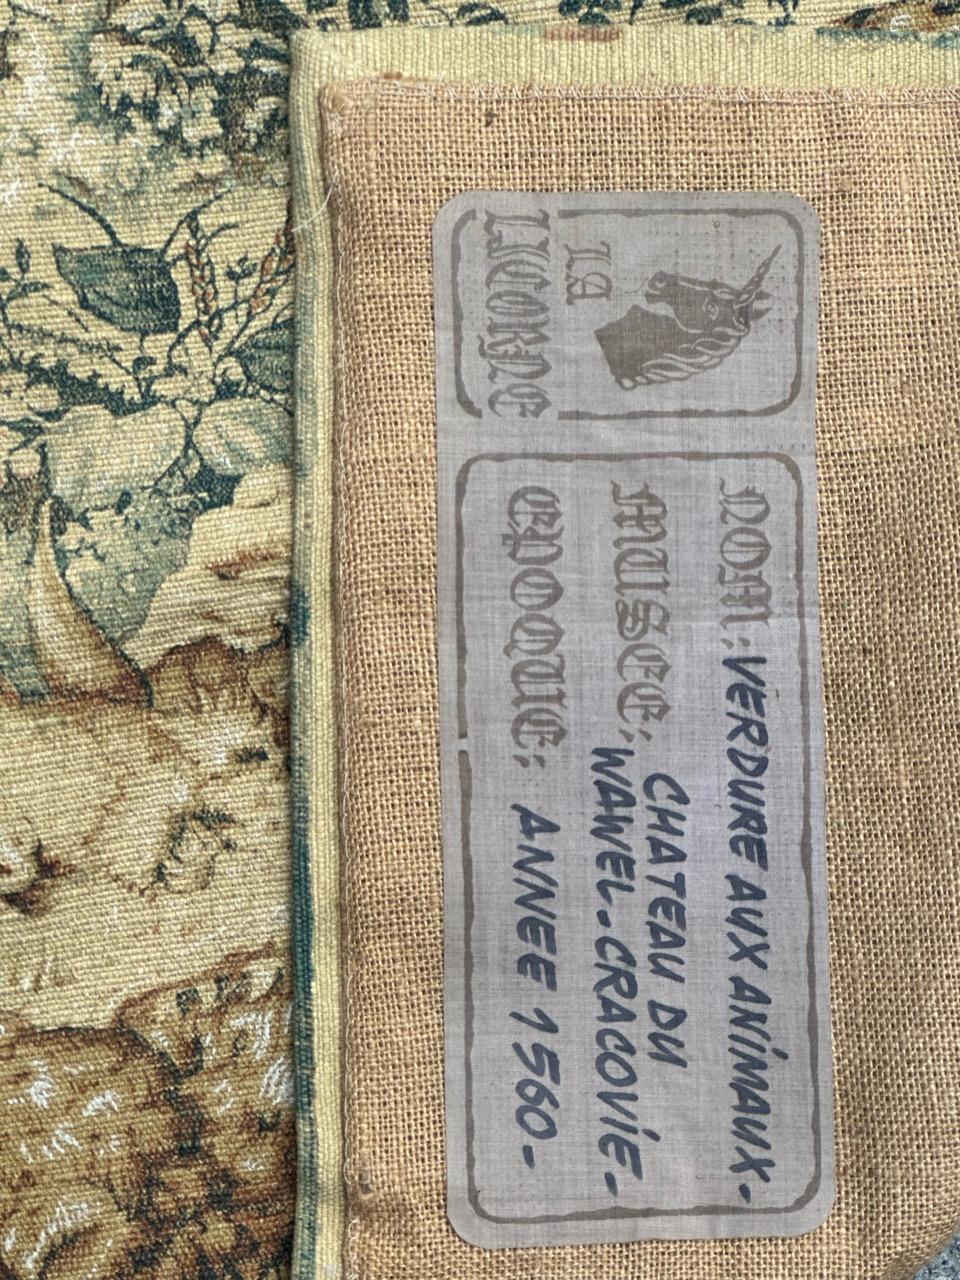 LA
LICORNE
NOM: VERDURE AUX ANiMAUX.
MUSEE: CHATEAU DU
WAWEL-CRACOViE-
EPOQUE: ANNEE 1560-